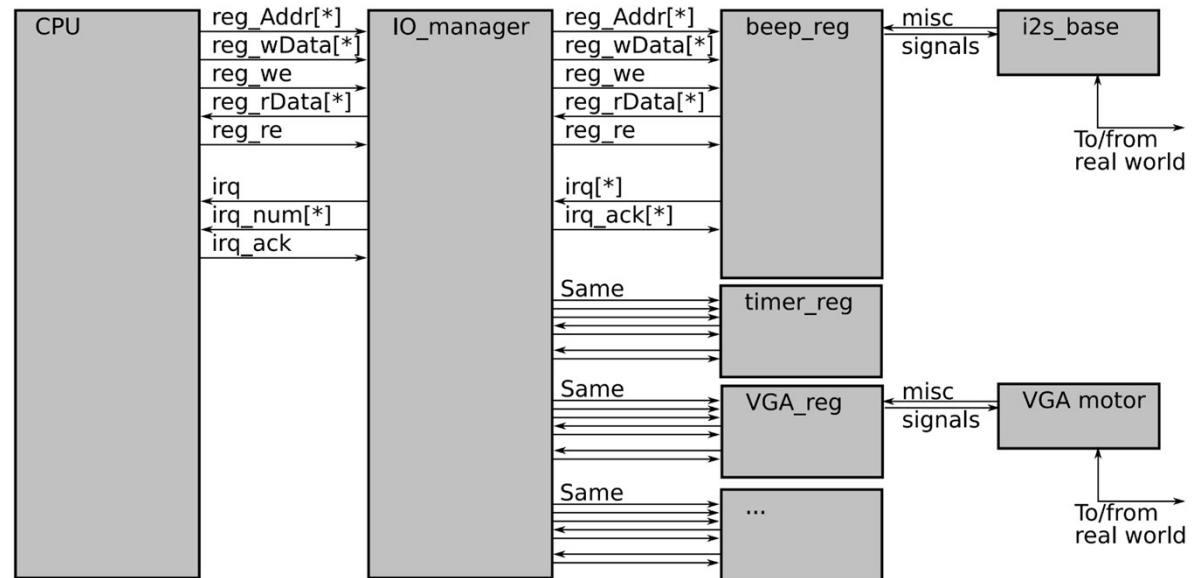 CPU
reg_Addr[*]
reg_wData[*]
reg_we
reg_rData[*]
reg_re
irq
irq_num[*]
irq_ack
IO_manager
reg_Addr[*]
reg_wData[*]
reg_we
reg_rData[*]
reg_re
irq[*]
irq_ack[*]
beep_reg
misc
signals
i2s_base
To/from
real world
Same
timer_reg
Same
VGA_reg
misc
signals
VGA motor
To/from
real world
Same
...